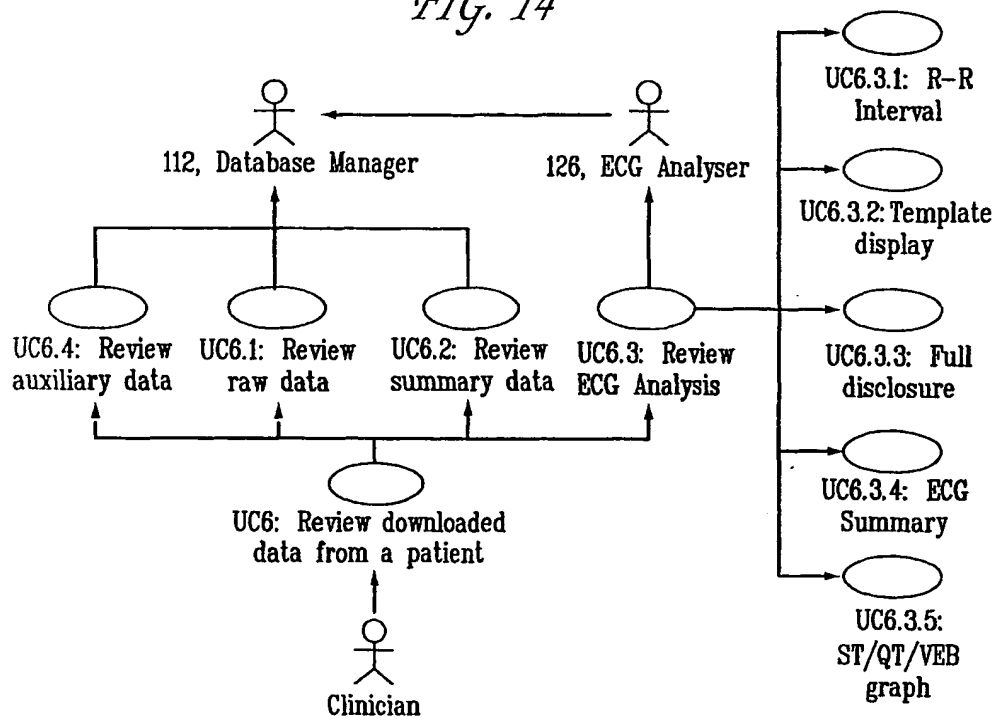 FIG. 14
112, Database Manager
126, ECG Analyser
UC6.3.1: R-R
Interval
UC6.3.2: Template
display
UC6.4: Review
auxiliary data
UC6.1: Review
raw data
UC6.2: Review
summary data
UC6.3: Review
ECG Analysis
UC6.3.3: Full
disclosure
UC6.3.4: ECG
Summary
UC6: Review downloaded
data from a patient
UC6.3.5:
ST/QT/VEB
graph
Clinician